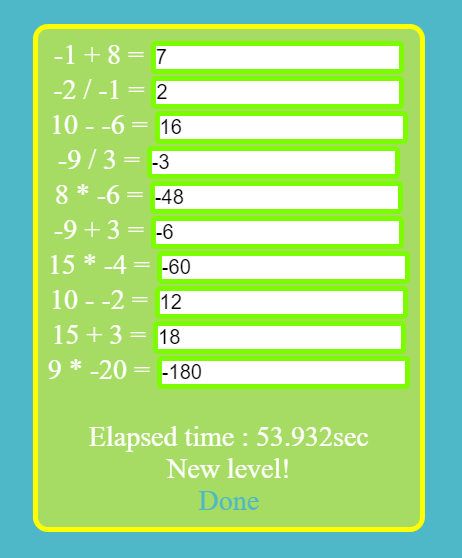 -1 + 8 = 7
-2 / -1 = 2
10 - -6 = 16
-9 / 3 = -3
8 * -6 = -48
-9 + 3 = -6
15 * -4 = -60
10 - -2 = 12
15 + 3 = 18
9 * -20 = -180
Elapsed time : 53.932sec
New level!
Done